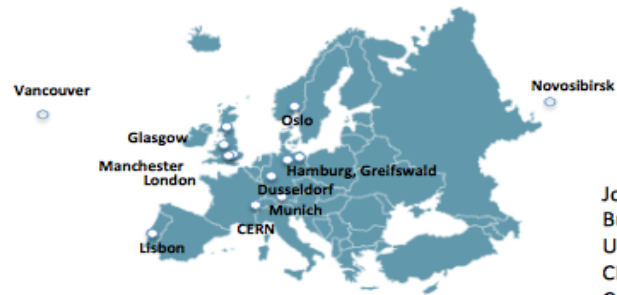 Vancouver
Novosibirsk
Oslo
Glasgow
Manchester
London
Hamburg, Greifswald
Dusseldorf
Munich
CERN
Lisbon